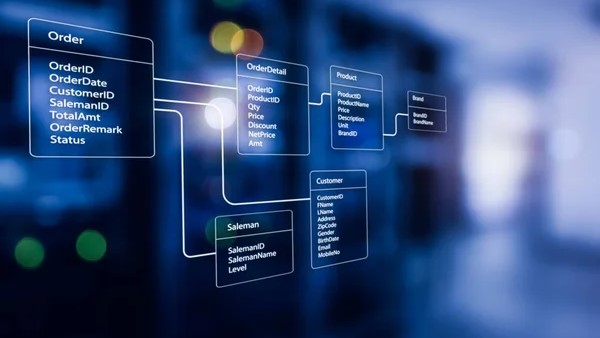 Order
OrderID
OrderDate
CustomerID
SalemanID
TotalAmt
OrderRemark
Status
OrderDetail
OrderID
ProductID
Qty
Price
Discount
NetPrice
Amt
Product
ProductID
ProductName
Price
Description
Unit
BrandID
Brand
BrandID
BrandName
Saleman
SalemanID
SalemanName
Level
Customer
CustomerID
FName
LName
Address
ZipCode
Gender
BirthDate
Email
MobileNo